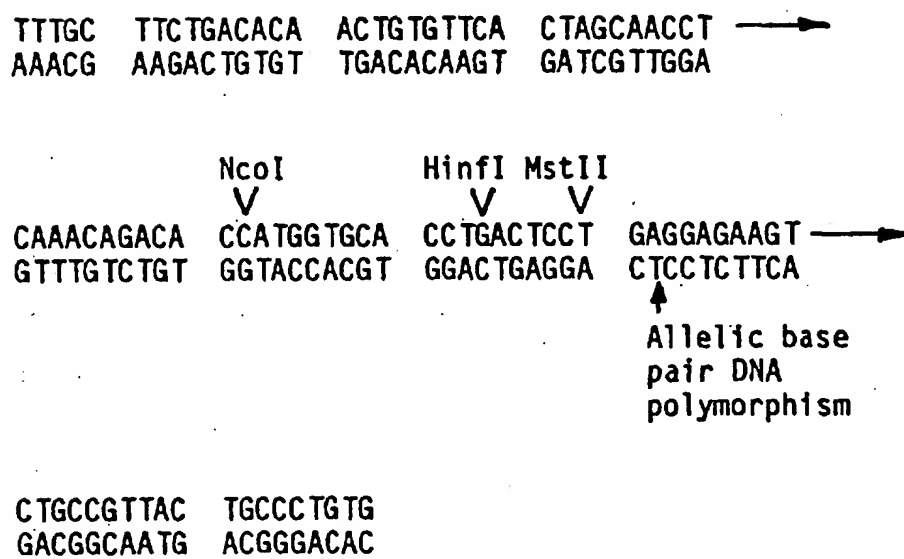 TTTGC TTCTGACACA ACTGTGTTCA CTAGCAACCT
AAACG AAGACTGTGT TGACACAAGT GATCGTTGGA
NcoI HinfI MstII
CAAACAGACA CCATGGTGCA CCTGACTCCT GAGGAGAAGT
GTTTGTCTGT GGTACCACGT GGACTGAGGA CTCCTCTTCA
Allelic base
pair DNA
polymorphism
CTGCCGTTAC TGCCCTGTG
GACGGCAATG ACGGGACAC